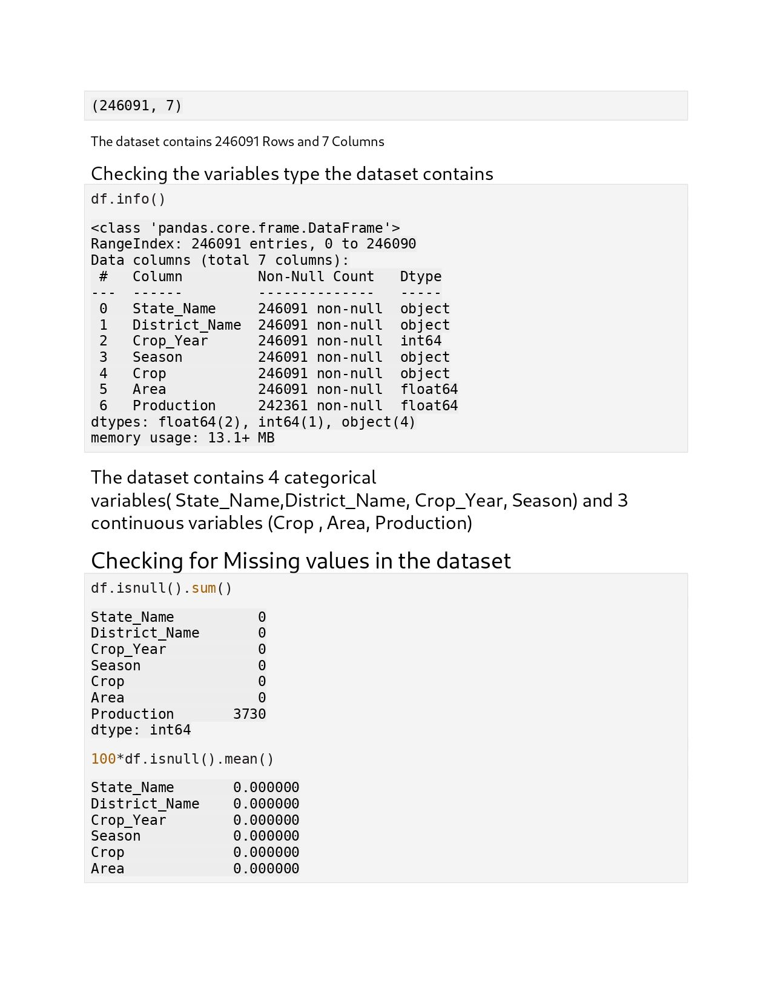 (246091, 7)
The dataset contains 246091 Rows and 7 Columns
Checking the variables type the dataset contains
df.info()
<class 'pandas.core.frame.DataFrame'>
RangeIndex: 246091 entries, 0 to 246090
Data columns (total 7 columns):
 #   Column         Non-Null Count   Dtype
---  ------         --------------   -----
 0   State_Name     246091 non-null  object
 1   District_Name  246091 non-null  object
 2   Crop_Year      246091 non-null  int64
 3   Season         246091 non-null  object
 4   Crop           246091 non-null  object
 5   Area           246091 non-null  float64
 6   Production     242361 non-null  float64
dtypes: float64(2), int64(1), object(4)
memory usage: 13.1+ MB
The dataset contains 4 categorical
variables( State_Name,District_Name, Crop_Year, Season) and 3
continuous variables (Crop , Area, Production)
Checking for Missing values in the dataset
df.isnull().sum()
State_Name          0
District_Name       0
Crop_Year           0
Season              0
Crop                0
Area                0
Production       3730
dtype: int64
100*df.isnull().mean()
State_Name       0.000000
District_Name    0.000000
Crop_Year        0.000000
Season           0.000000
Crop             0.000000
Area             0.000000